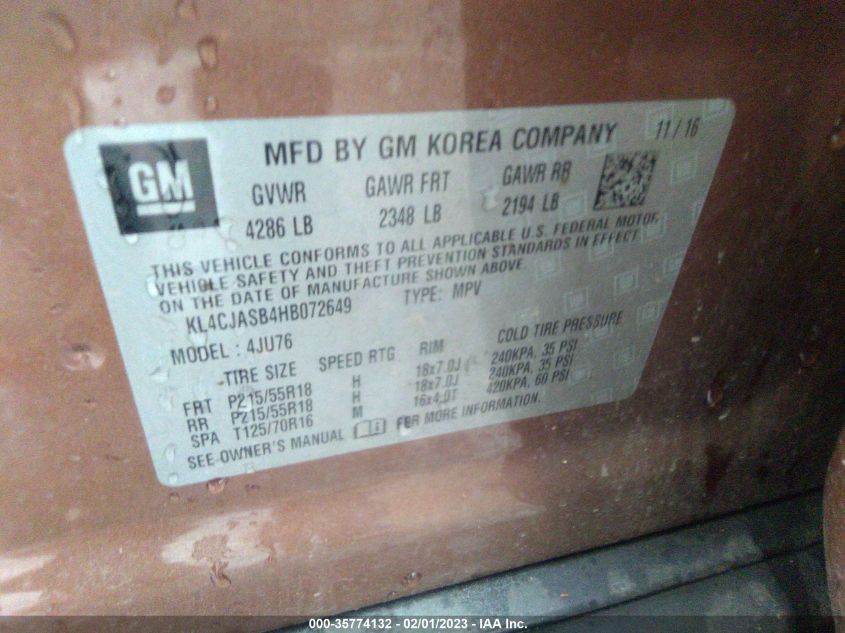 GM
MFD BY GM KOREA COMPANY 11/16
GVWR GAWR FRT GAWR RR
4286 LB 2348 LB 2194 LB
THIS VEHICLE CONFORMS TO ALL APPLICABLE U.S. FEDERAL MOTOR
VEHICLE SAFETY AND THEFT PREVENTION STANDARDS IN EFFECT
ON THE DATE OF MANUFACTURE SHOWN ABOVE.
KL4CJASB4HB072649 TYPE: MPV
MODEL : 4JU76
TIRE SIZE SPEED RTG RIM COLD TIRE PRESSURE
FRT P215/55R18 H 18x7.0J 240KPA, 35 PSI
RR P215/55R18 H 18x7.0J 240KPA, 35 PSI
SPA T125/70R16 M 16x4.0T 420KPA, 60 PSI
SEE OWNER'S MANUAL FOR MORE INFORMATION.
000-35774132 - 02/01/2023 - © IAA Inc.